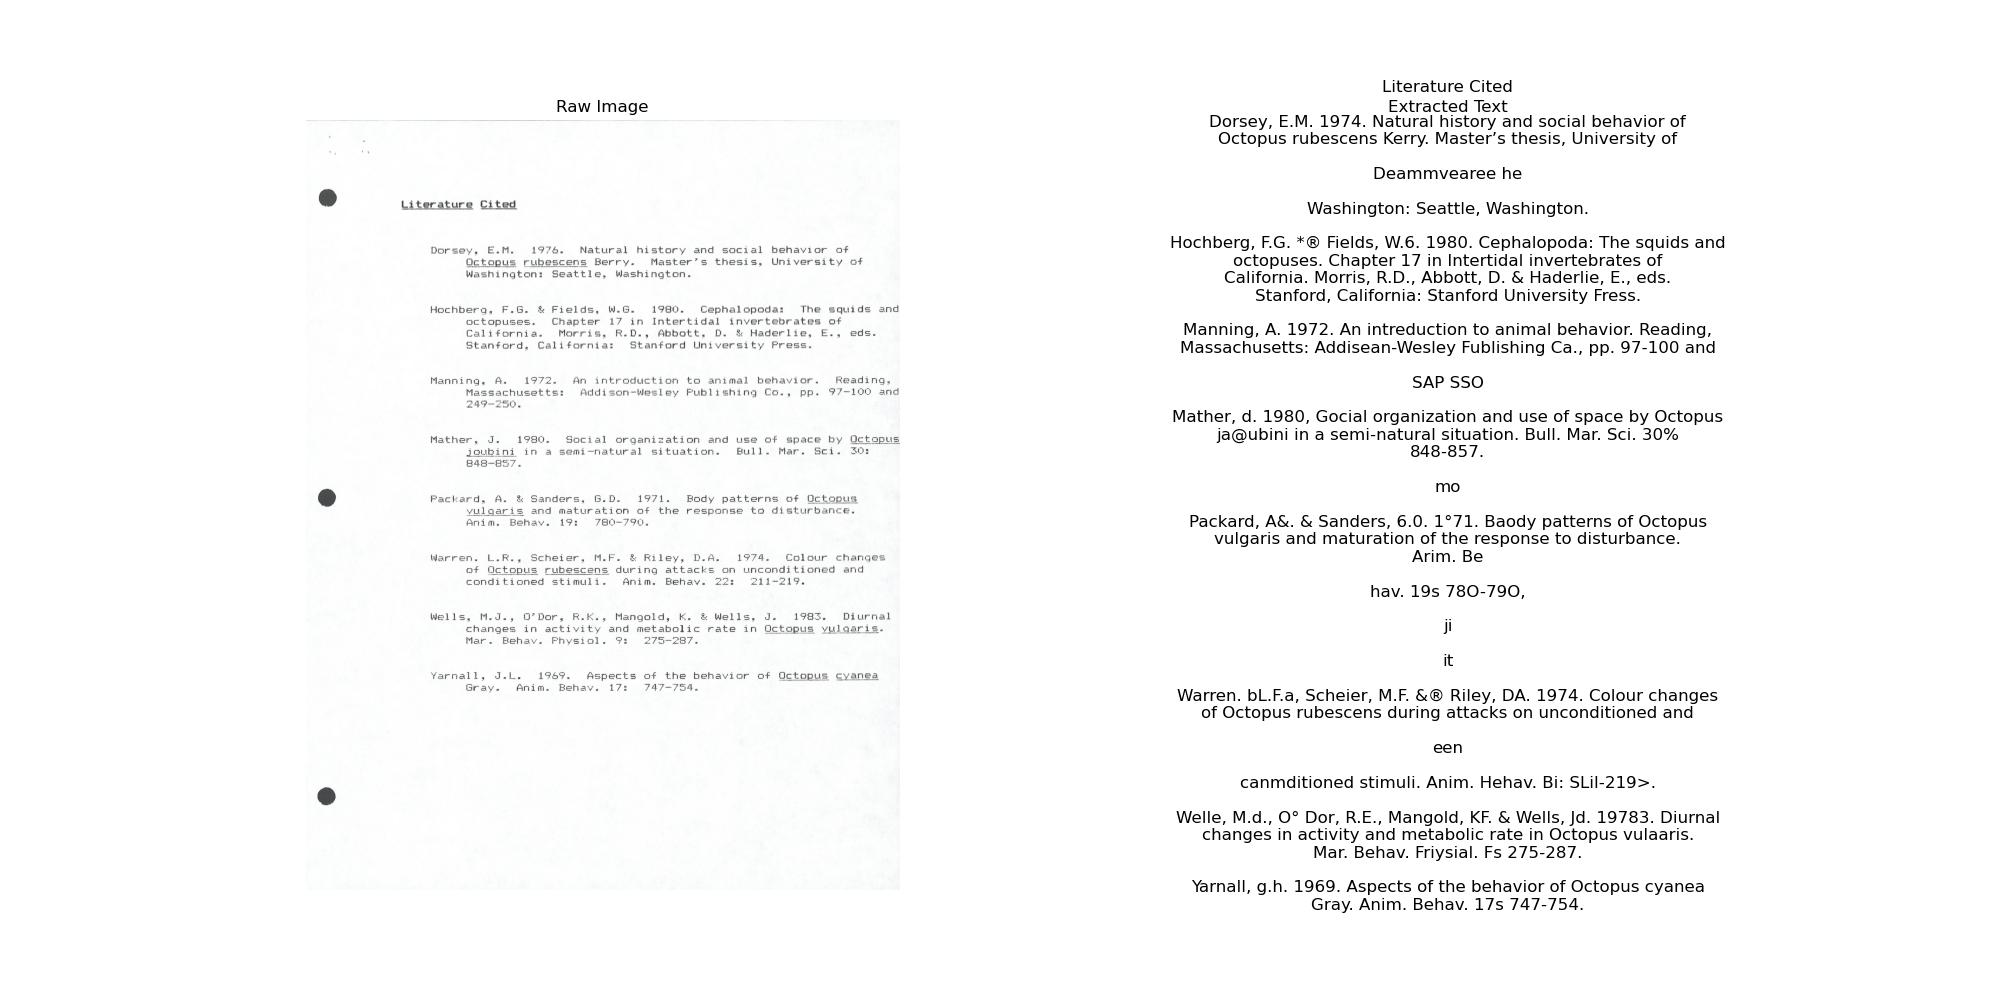 Raw Image
Literature Cited
Dorsey, E.M. 1976. Natural history and social behavior of
Octopus rubescens Berry. Master's thesis, University of
Washington: Seattle, Washington.
Hochberg, F.G. & Fields, W.G. 1980. Cephalopoda: The squids and
octopuses. Chapter 17 in Intertidal invertebrates of
California. Morris, R.D., Abbott, D. & Haderlie, E., eds.
Stanford, California: Stanford University Press.
Manning, A. 1972. An introduction to animal behavior. Reading,
Massachusetts: Addison-Wesley Publishing Co., pp. 97-100 and
249-250.
Mather, J. 1980. Social organization and use of space by Octopus
joubini in a semi-natural situation. Bull. Mar. Sci. 30:
848-857.
Packard, A. & Sanders, G.D. 1971. Body patterns of Octopus
vulgaris and maturation of the response to disturbance.
Anim. Behav. 19: 780-790.
Warren. L.R., Scheier, M.F. & Riley, D.A. 1974. Colour changes
of Octopus rubescens during attacks on unconditioned and
conditioned stimuli. Anim. Behav. 22: 211-219.
Wells, M.J., O'Dor, R.K., Mangold, K. & Wells, J. 1983. Diurnal
changes in activity and metabolic rate in Octopus vulgaris.
Mar. Behav. Physiol. 9: 275-287.
Yarnall, J.L. 1969. Aspects of the behavior of Octopus cyanea
Gray. Anim. Behav. 17: 747-754.
Literature Cited
Extracted Text
Dorsey, E.M. 1974. Natural history and social behavior of
Octopus rubescens Kerry. Master’s thesis, University of
Deammvearee he
Washington: Seattle, Washington.
Hochberg, F.G. *® Fields, W.6. 1980. Cephalopoda: The squids and
octopuses. Chapter 17 in Intertidal invertebrates of
California. Morris, R.D., Abbott, D. & Haderlie, E., eds.
Stanford, California: Stanford University Press.
Manning, A. 1972. An intreduction to animal behavior. Reading,
Massachusetts: Addisean-Wesley Fublishing Ca., pp. 97-100 and
SAP SSO
Mather, d. 1980, Gocial organization and use of space by Octopus
ja@ubini in a semi-natural situation. Bull. Mar. Sci. 30%
848-857.
mo
Packard, A&. & Sanders, 6.0. 1°71. Baody patterns of Octopus
vulgaris and maturation of the response to disturbance.
Arim. Be
hav. 19s 78O-79O,
ji
it
Warren. bL.F.a, Scheier, M.F. &® Riley, DA. 1974. Colour changes
of Octopus rubescens during attacks on unconditioned and
een
canmditioned stimuli. Anim. Hehav. Bi: SLil-219>.
Welle, M.d., O° Dor, R.E., Mangold, KF. & Wells, Jd. 19783. Diurnal
changes in activity and metabolic rate in Octopus vulaaris.
Mar. Behav. Friysial. Fs 275-287.
Yarnall, g.h. 1969. Aspects of the behavior of Octopus cyanea
Gray. Anim. Behav. 17s 747-754.